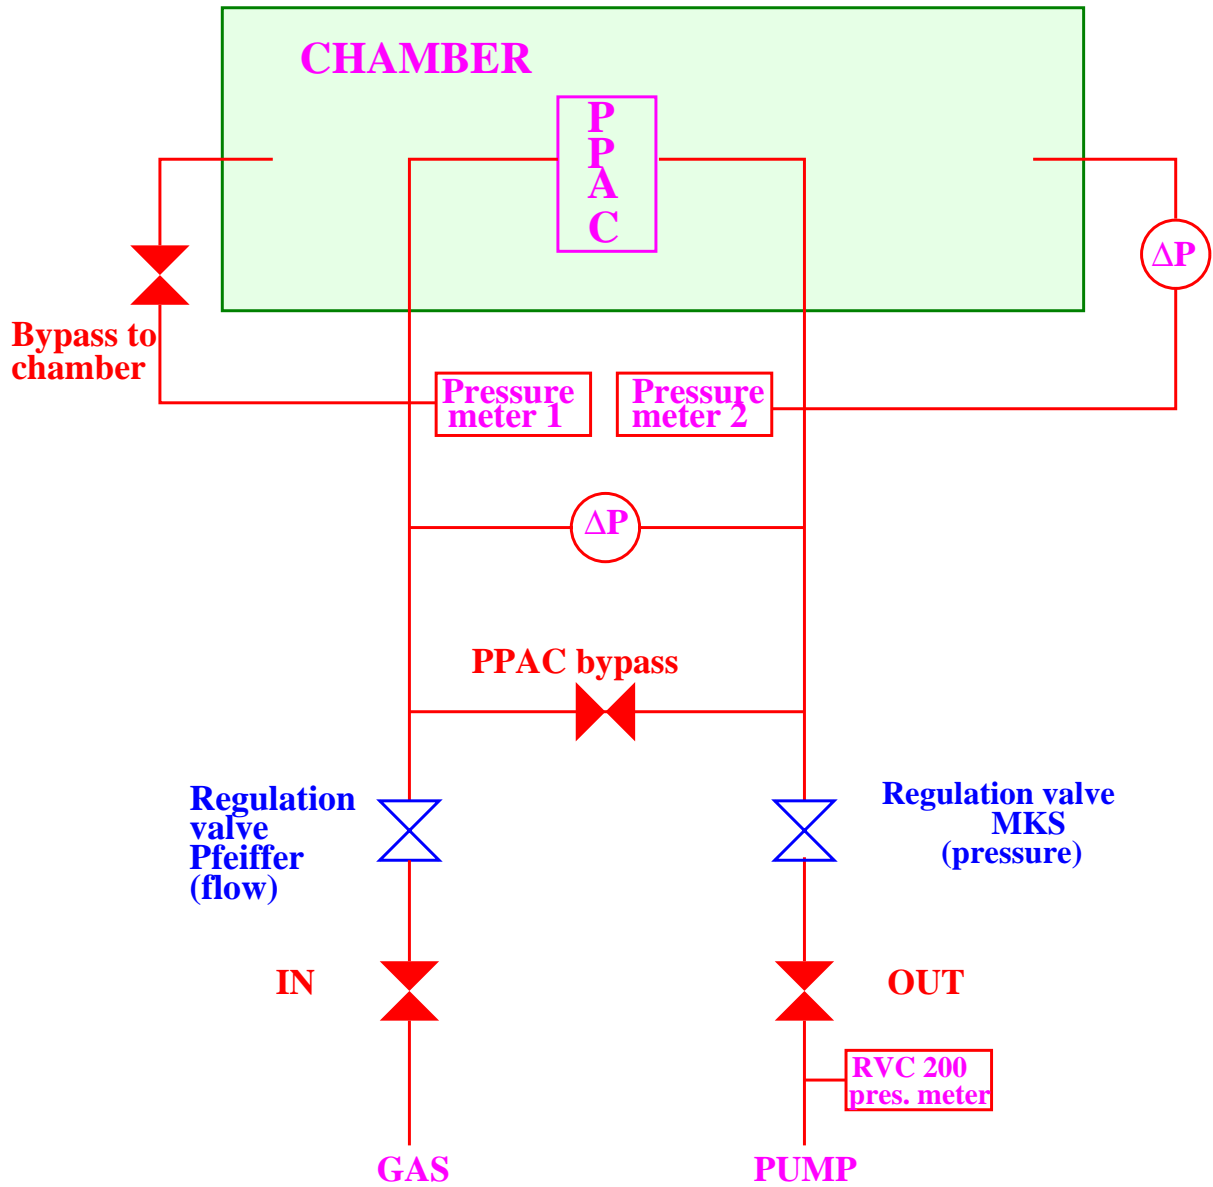 CHAMBER
P
P
A
C
ΔP
Bypass to
chamber
Pressure
meter 1
Pressure
meter 2
ΔP
PPAC bypass
Regulation
valve
Pfeiffer
(flow)
Regulation valve
MKS
(pressure)
IN
OUT
RVC 200
pres. meter
GAS
PUMP